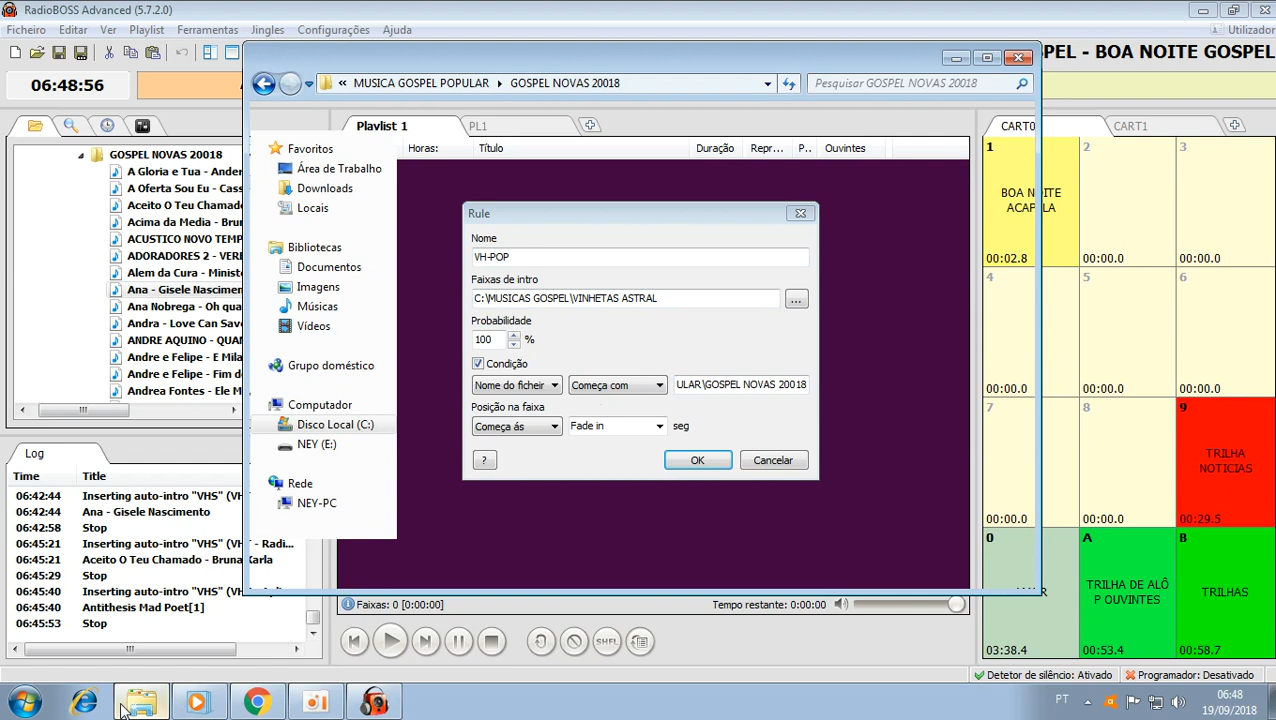 RadioBOSS Advanced (5.7.2.0)
Ficheiro Editar Ver Playlist Ferramentas Jingles Configurações Ajuda Utilizador
06:48:56
PEL - BOA NOITE GOSPEL
MUSICA GOSPEL POPULAR GOSPEL NOVAS 20018
Pesquisar GOSPEL NOVAS 20018
Playlist 1 PL1
Horas: Título Duração Repr... P.. Ouvintes
CART0 CART1
GOSPEL NOVAS 20018
A Gloria e Tua - Ander
A Oferta Sou Eu - Cass
Aceito O Teu Chamado
Acima da Media - Bru
ACUSTICO NOVO TEMP
ADORADORES 2 - VER
Alem da Cura - Ministe
Ana - Gisele Nascimen
Ana Nobrega - Oh qua
Andra - Love Can Save
ANDRE AQUINO - QUAN
Andre e Felipe - E Mila
Andre e Felipe - Fim do
Andrea Fontes - Ele M
Favoritos
Área de Trabalho
Downloads
Locais
Bibliotecas
Documentos
Imagens
Músicas
Vídeos
Grupo doméstico
Computador
Disco Local (C:)
NEY (E:)
Rede
NEY-PC
Rule
Nome
VH-POP
Faixas de intro
C:\MUSICAS GOSPEL\VINHETAS ASTRAL
...
Probabilidade
100 %
Condição
Nome do ficheir Começa com ULAR\GOSPEL NOVAS 20018
Posição na faixa
Começa ás Fade in seg
? OK Cancelar
1 2 3
BOA NOITE
ACAPELA
00:02.8 00:00.0 00:00.0
4 5 6
00:00.0 00:00.0 00:00.0
7 8 9
TRILHA
NOTICIAS
00:00.0 00:00.0 00:29.5
0 A B
TRILHA DE ALÔ
P OUVINTES
TRILHAS
03:38.4 00:53.4 00:58.7
Log
Time Title
06:42:44 Inserting auto-intro "VHS" (VH
06:42:44 Ana - Gisele Nascimento
06:42:58 Stop
06:45:21 Inserting auto-intro "VHS" (VHT - Radi...
06:45:21 Aceito O Teu Chamado - Bruna Karla
06:45:29 Stop
06:45:40 Inserting auto-intro "VHS" (VH
06:45:40 Antithesis Mad Poet[1]
06:45:53 Stop
Faixas: 0 [0:00:00] Tempo restante: 0:00:00
SHFL
Detetor de silêncio: Ativado Programador: Desativado
PT
06:48
19/09/2018